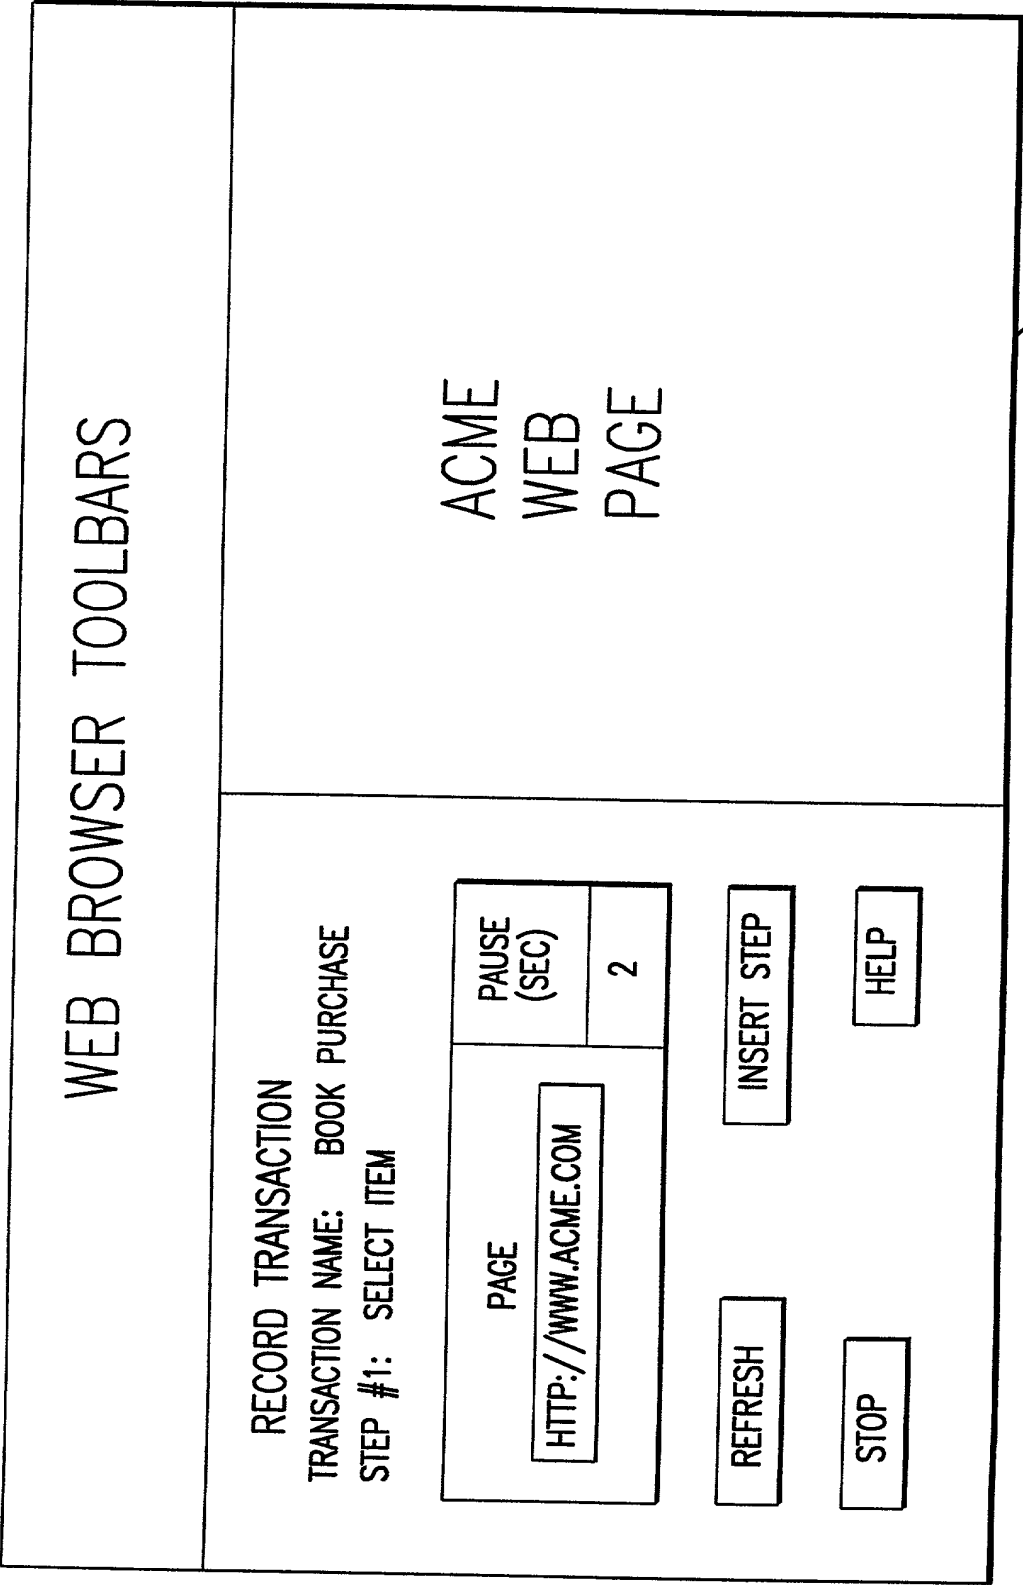 WEB BROWSER TOOLBARS
RECORD TRANSACTION
TRANSACTION NAME: BOOK PURCHASE
STEP #1: SELECT ITEM
PAGE
PAUSE
(SEC)
HTTP://WWW.ACME.COM
2
REFRESH
INSERT STEP
STOP
HELP
ACME
WEB
PAGE